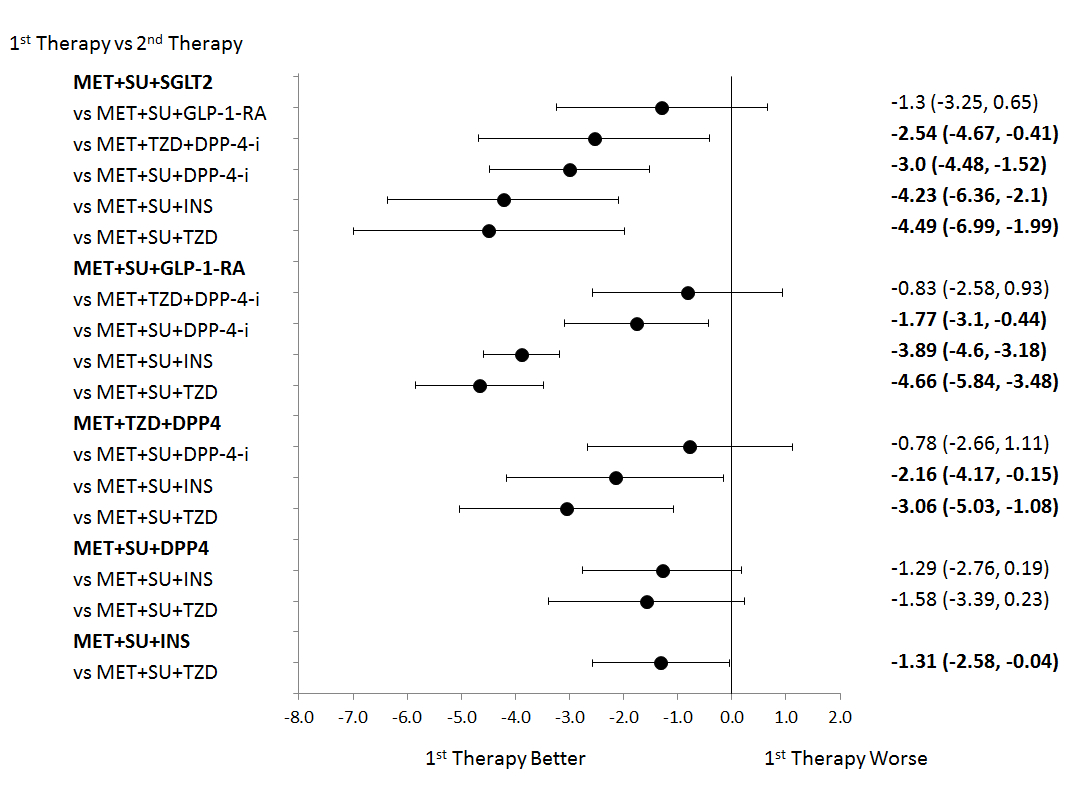 1st Therapy vs 2nd Therapy
MET+SU+SGLT2
vs MET+SU+GLP-1-RA -1.3 (-3.25, 0.65)
vs MET+TZD+DPP-4-i -2.54 (-4.67, -0.41)
vs MET+SU+DPP-4-i -3.0 (-4.48, -1.52)
vs MET+SU+INS -4.23 (-6.36, -2.1)
vs MET+SU+TZD -4.49 (-6.99, -1.99)
MET+SU+GLP-1-RA
vs MET+TZD+DPP-4-i -0.83 (-2.58, 0.93)
vs MET+SU+DPP-4-i -1.77 (-3.1, -0.44)
vs MET+SU+INS -3.89 (-4.6, -3.18)
vs MET+SU+TZD -4.66 (-5.84, -3.48)
MET+TZD+DPP4
vs MET+SU+DPP-4-i -0.78 (-2.66, 1.11)
vs MET+SU+INS -2.16 (-4.17, -0.15)
vs MET+SU+TZD -3.06 (-5.03, -1.08)
MET+SU+DPP4
vs MET+SU+INS -1.29 (-2.76, 0.19)
vs MET+SU+TZD -1.58 (-3.39, 0.23)
MET+SU+INS
vs MET+SU+TZD -1.31 (-2.58, -0.04)
-8.0 -7.0 -6.0 -5.0 -4.0 -3.0 -2.0 -1.0 0.0 1.0 2.0
1st Therapy Better 1st Therapy Worse